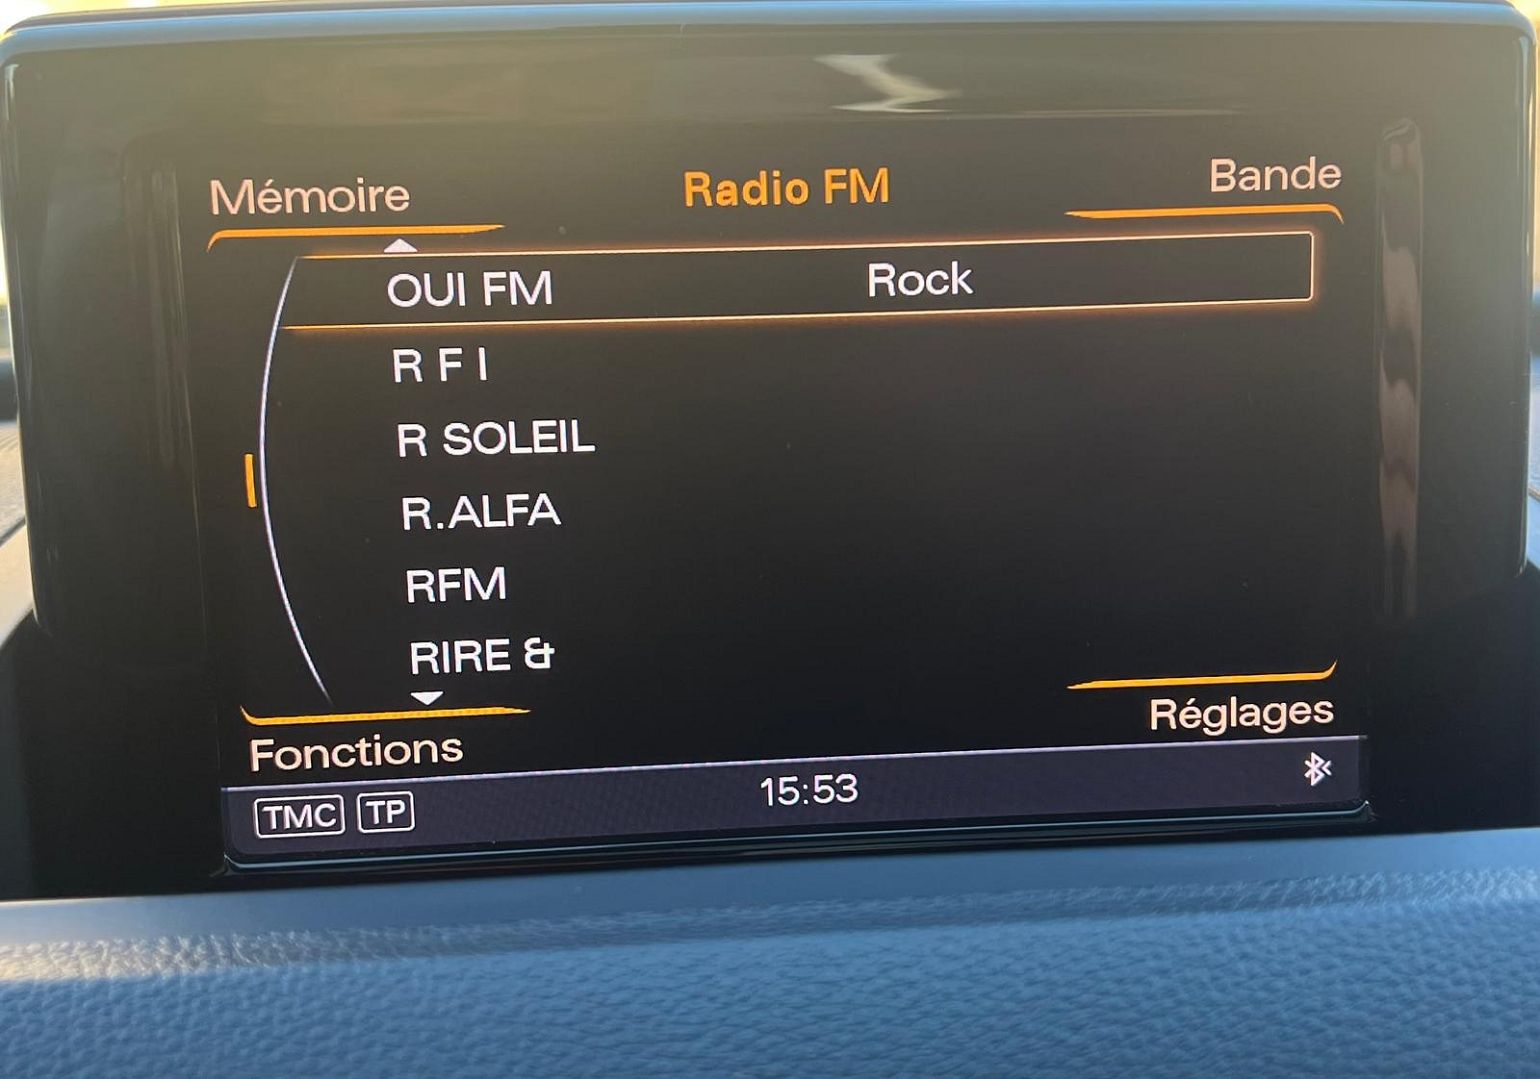 Mémoire Radio FM Bande
OUI FM Rock
R F I
R SOLEIL
R.ALFA
RFM
RIRE &
Fonctions Réglages
TMC TP 15:53